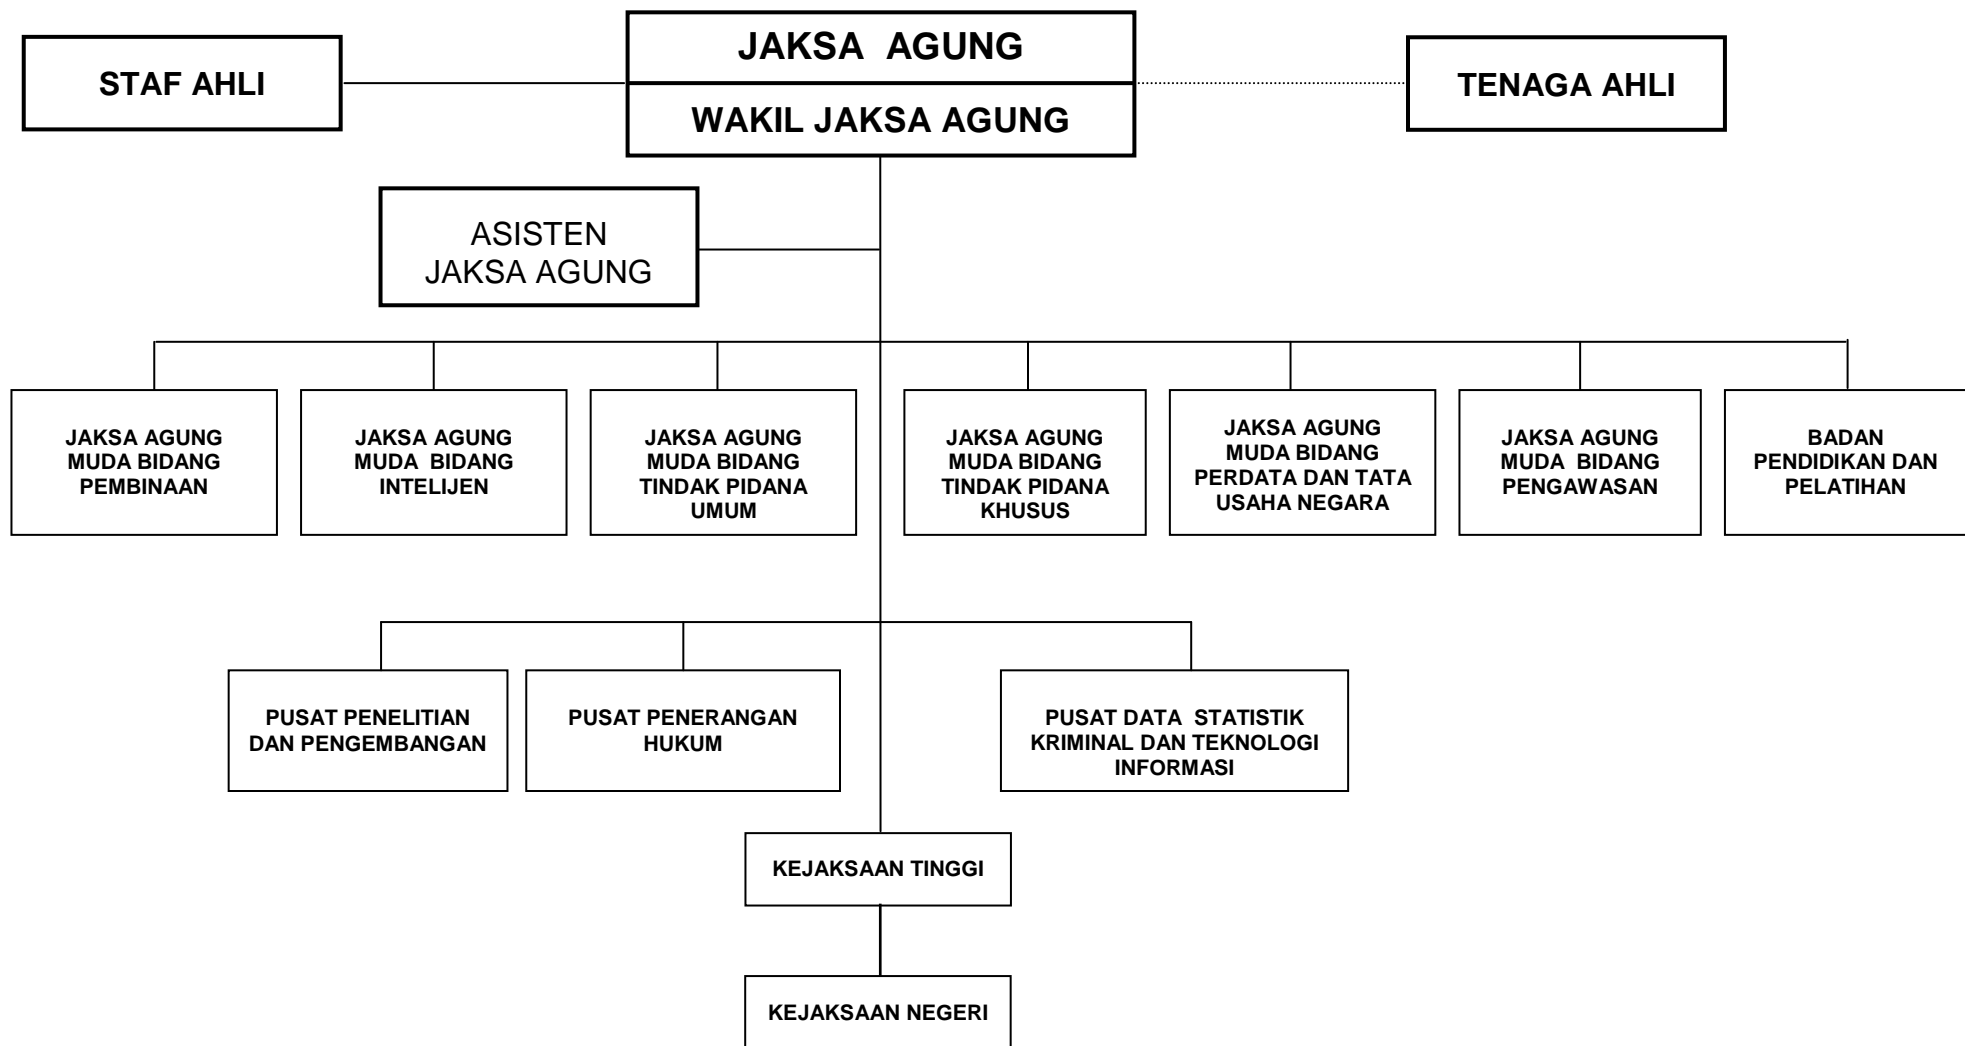 JAKSA AGUNG
STAF AHLI
TENAGA AHLI
WAKIL JAKSA AGUNG
ASISTEN
JAKSA AGUNG
JAKSA AGUNG
MUDA BIDANG
PEMBINAAN
JAKSA AGUNG
MUDA BIDANG
INTELIJEN
JAKSA AGUNG
MUDA BIDANG
TINDAK PIDANA
UMUM
JAKSA AGUNG
MUDA BIDANG
TINDAK PIDANA
KHUSUS
JAKSA AGUNG
MUDA BIDANG
PERDATA DAN TATA
USAHA NEGARA
JAKSA AGUNG
MUDA BIDANG
PENGAWASAN
BADAN
PENDIDIKAN DAN
PELATIHAN
PUSAT PENELITIAN
DAN PENGEMBANGAN
PUSAT PENERANGAN
HUKUM
PUSAT DATA STATISTIK
KRIMINAL DAN TEKNOLOGI
INFORMASI
KEJAKSAAN TINGGI
KEJAKSAAN NEGERI